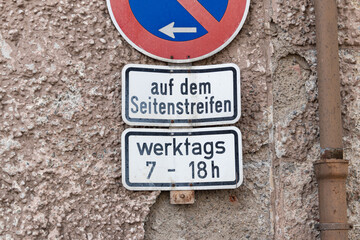 auf dem
Seitenstreifen
werktags
7 - 18 h